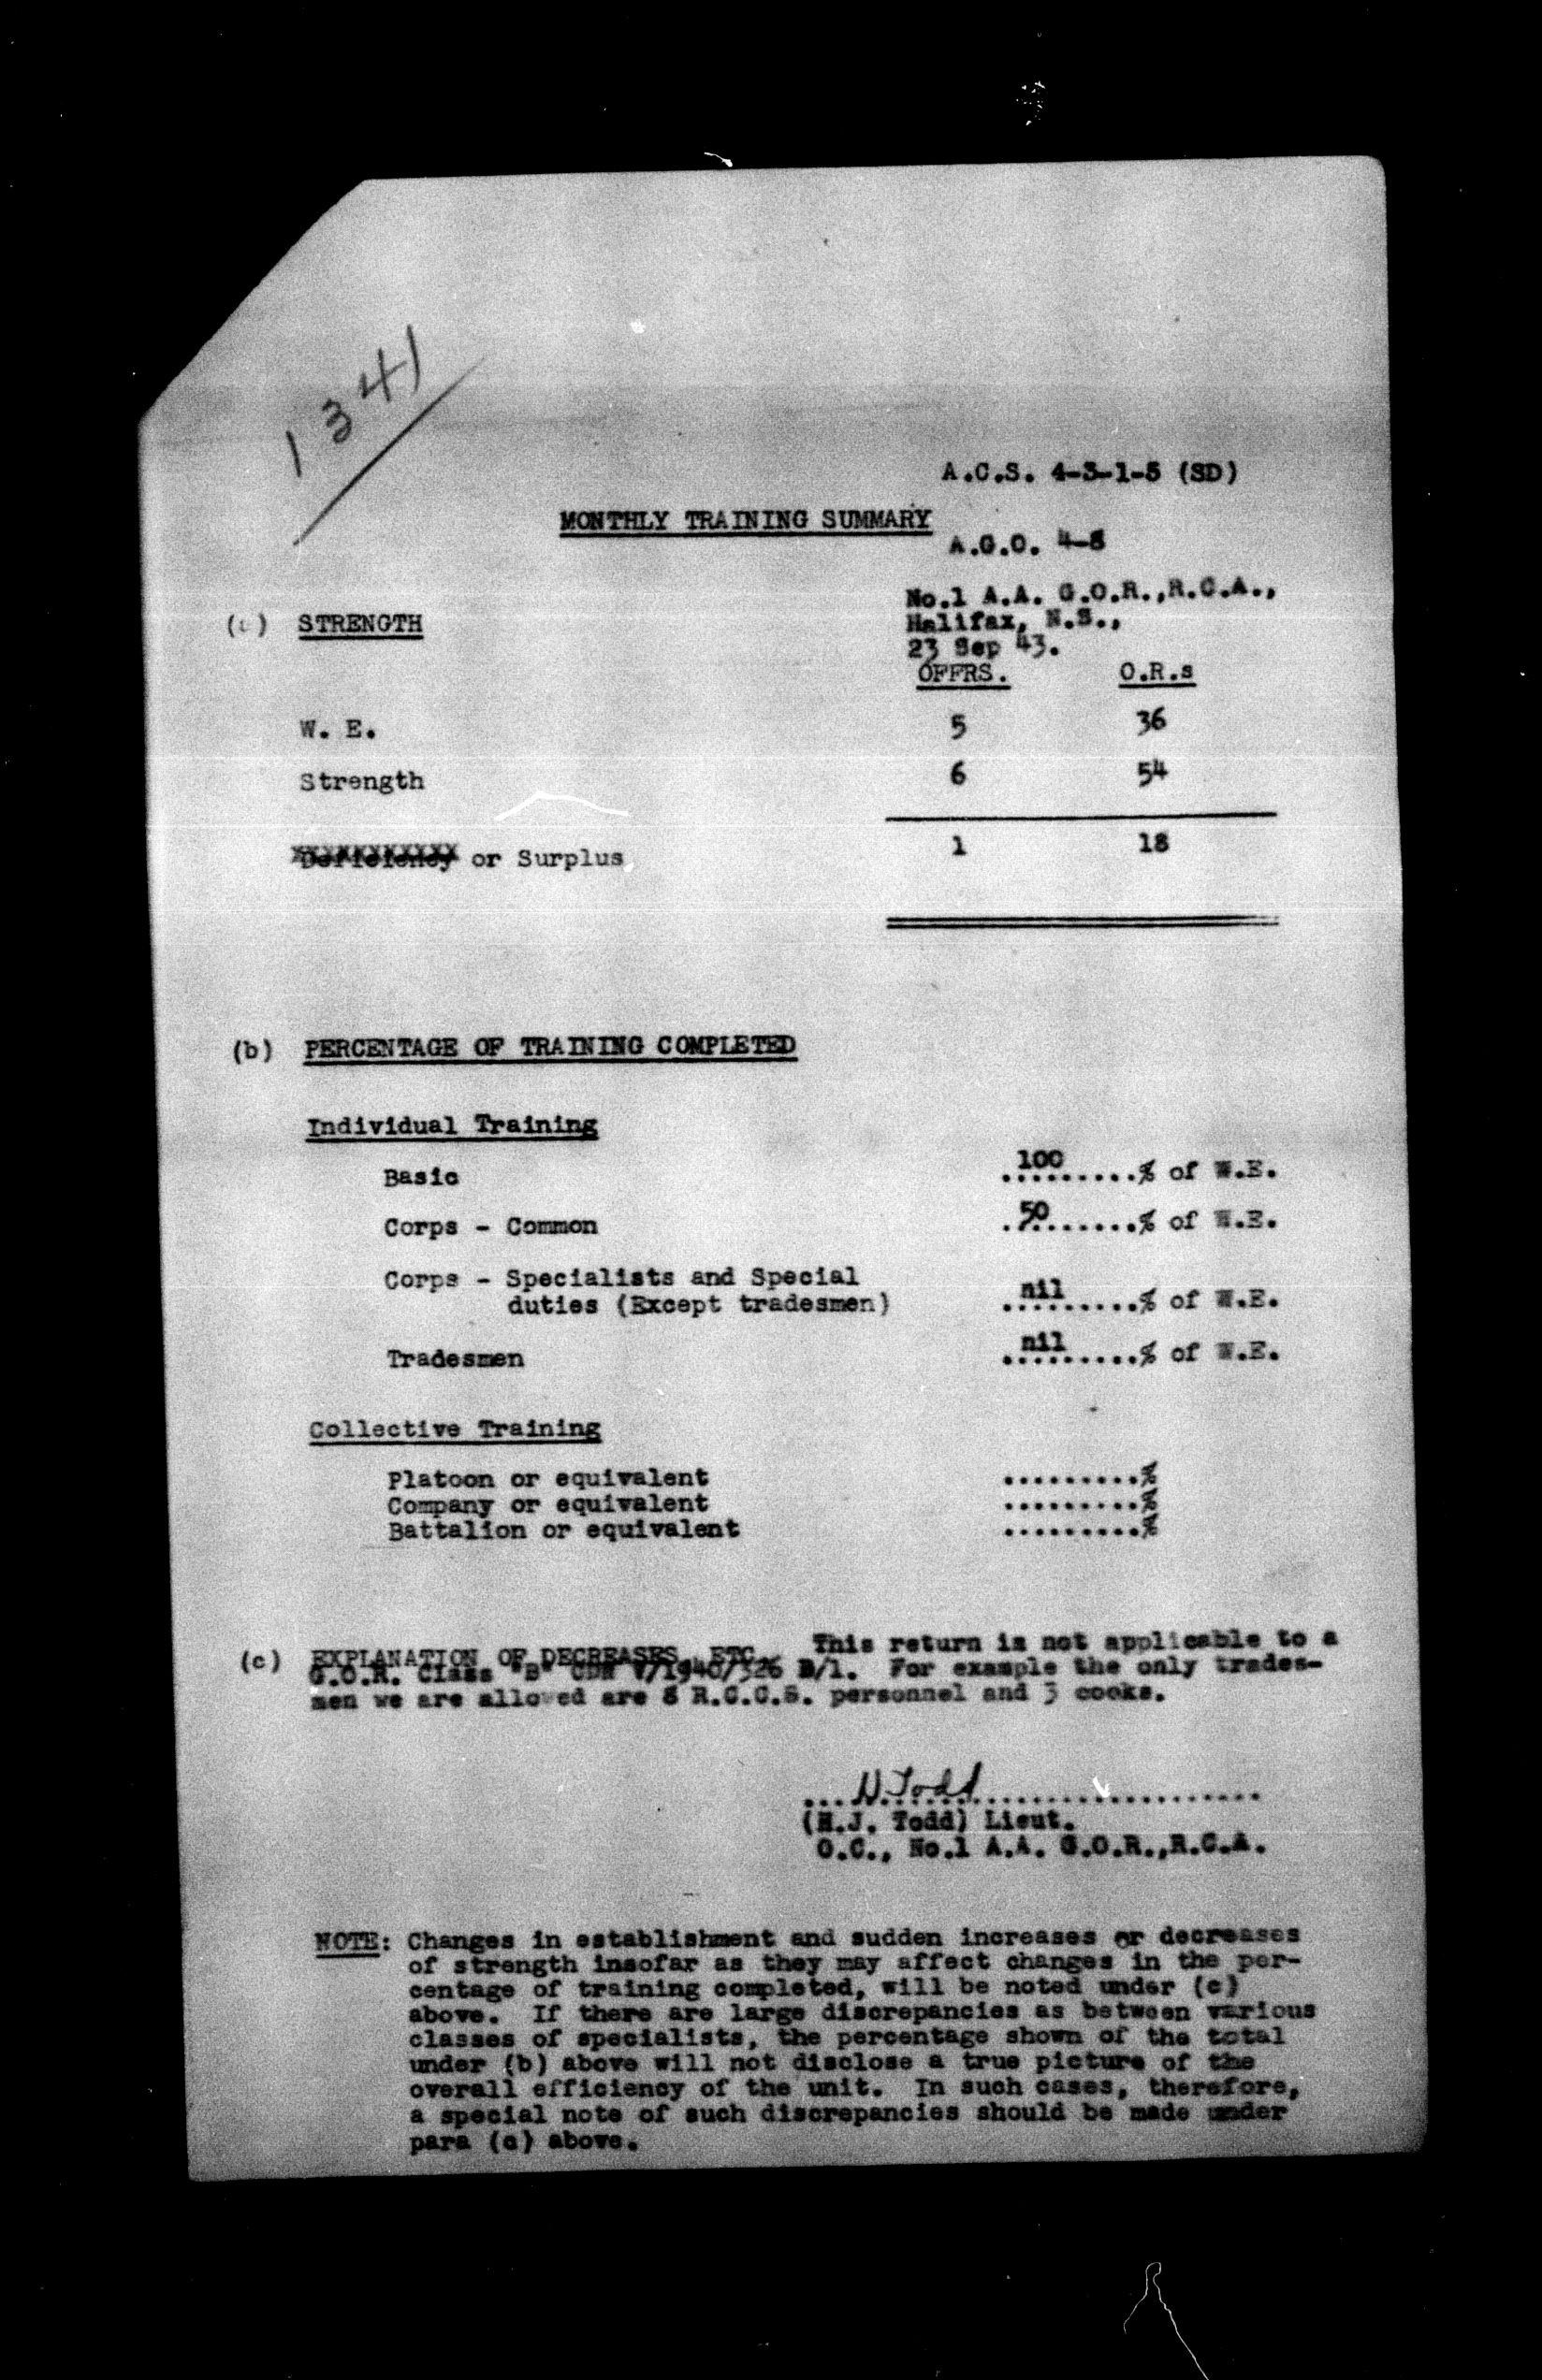 1341
A.C.S. 4-3-1-5 (SD)
MONTHLY TRAINING SUMMARY
A.G.O. 4-8
No.1 A.A. G.O.R.,R.C.A.,
Halifax, N.S.,
23 Sep 43.
STRENGTH
OFFRS. O.R.s
W. E. 5 36
Strength 6 54
Defficiency or Surplus 1 18
(b) PERCENTAGE OF TRAINING COMPLETED
Individual Training
Basic 100.........% of W.E.
Corps - Common .50........% of W.E.
Corps - Specialists and Special
duties (Except tradesmen) nil.........% of W.E.
Tradesmen nil.........% of W.E.
Collective Training
Platoon or equivalent .........%
Company or equivalent .........%
Battalion or equivalent .........%
(c) EXPLANATION OF DECREASES, ETC. This return is not applicable to a
G.O.R. Class "B" CDN V/1940/326 B/1. For example the only trades-
men we are allowed are 8 R.C.C.S. personnel and 3 cooks.
...H.Todd......................
(H.J. Todd) Lieut.
O.C., No.1 A.A. G.O.R.,R.C.A.
NOTE: Changes in establishment and sudden increases or decreases
of strength insofar as they may affect changes in the per-
centage of training completed, will be noted under (c)
above. If there are large discrepancies as between various
classes of specialists, the percentage shown of the total
under (b) above will not disclose a true picture of the
overall efficiency of the unit. In such cases, therefore,
a special note of such discrepancies should be made under
para (c) above.